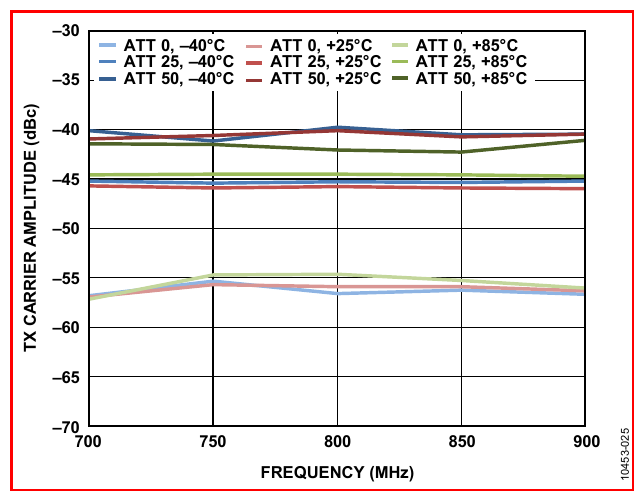 –30
–35
–40
–45
–50
–55
–60
–65
–70
TX CARRIER AMPLITUDE (dBc)
ATT 0, –40°C ATT 0, +25°C ATT 0, +85°C
ATT 25, –40°C ATT 25, +25°C ATT 25, +85°C
ATT 50, –40°C ATT 50, +25°C ATT 50, +85°C
700 750 800 850 900
FREQUENCY (MHz)
10453-025